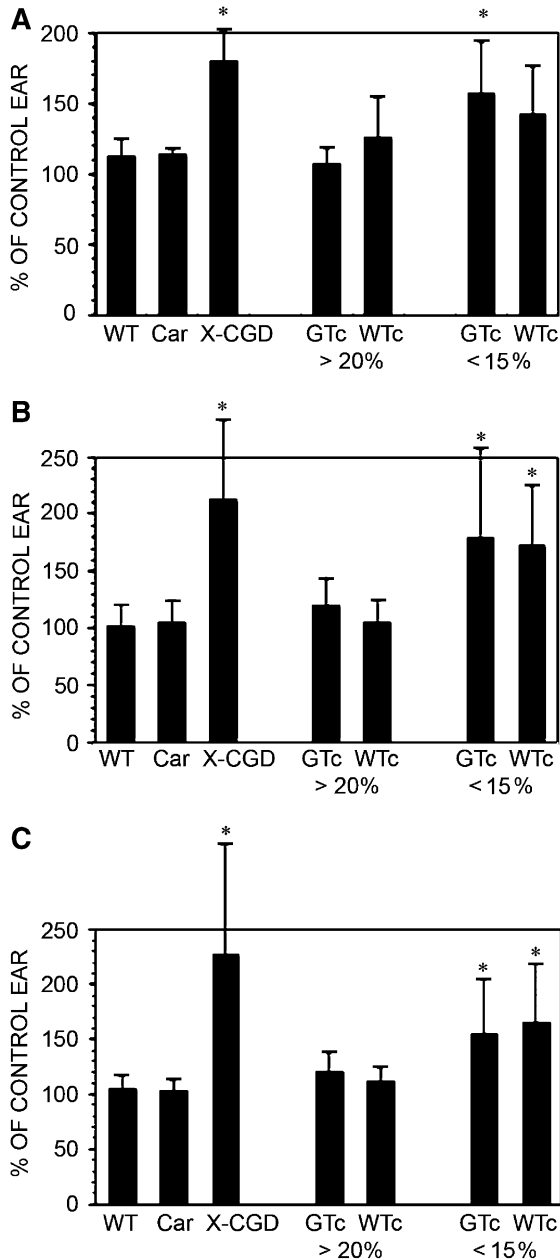 A
% OF CONTROL EAR
200
150
100
50
0
*
*
WT Car X-CGD GTc WTc GTc WTc
> 20% < 15%
B
% OF CONTROL EAR
250
200
150
100
50
0
*
*
*
WT Car X-CGD GTc WTc GTc WTc
> 20% < 15%
C
% OF CONTROL EAR
250
200
150
100
50
0
*
*
*
WT Car X-CGD GTc WTc GTc WTc
> 20% < 15%